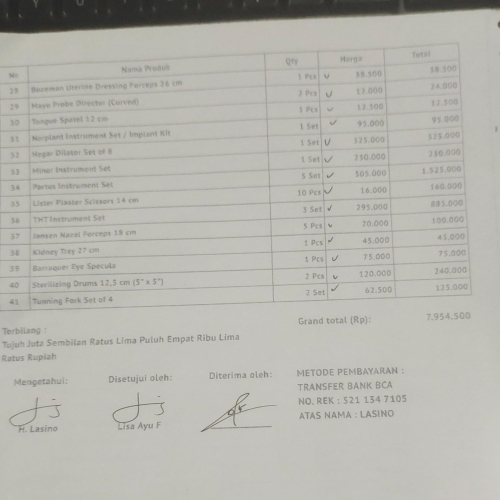 No Nama Produk Qty Harga Total
28 Bozeman Uterine Dressing Forceps 26 cm 1 Pcs 58.500 58.500
29 Mayo Probe Director (Curved) 2 Pcs 12.000 24.000
30 Tongue Spatel 12 cm 1 Pcs 12.500 12.500
31 Norplant Instrument Set / Implant Kit 1 Set 95.000 95.000
32 Hegar Dilator Set of 8 1 Set 325.000 325.000
33 Minor Instrument Set 1 Set 230.000 230.000
34 Partus Instrument Set 5 Set 305.000 1.525.000
35 Lister Plaster Scissors 14 cm 10 Pcs 16.000 160.000
36 THT Instrument Set 3 Set 295.000 885.000
37 Jansen Naval Forceps 18 cm 5 Pcs 20.000 100.000
38 Kidney Tray 27 cm 1 Pcs 45.000 45.000
39 Barraquer Eye Specula 1 Pcs 75.000 75.000
40 Sterilizing Drums 12,5 cm (5" x 5") 2 Pcs 120.000 240.000
41 Tunning Fork Set of 4 2 Set 62.500 125.000
Grand total (Rp): 7.954.500
Terbilang :
Tujuh Juta Sembilan Ratus Lima Puluh Empat Ribu Lima
Ratus Rupiah
Mengetahui: Disetujui oleh: Diterima oleh:
H. Lasino Lisa Ayu F
METODE PEMBAYARAN :
TRANSFER BANK BCA
NO. REK : 521 134 7105
ATAS NAMA : LASINO